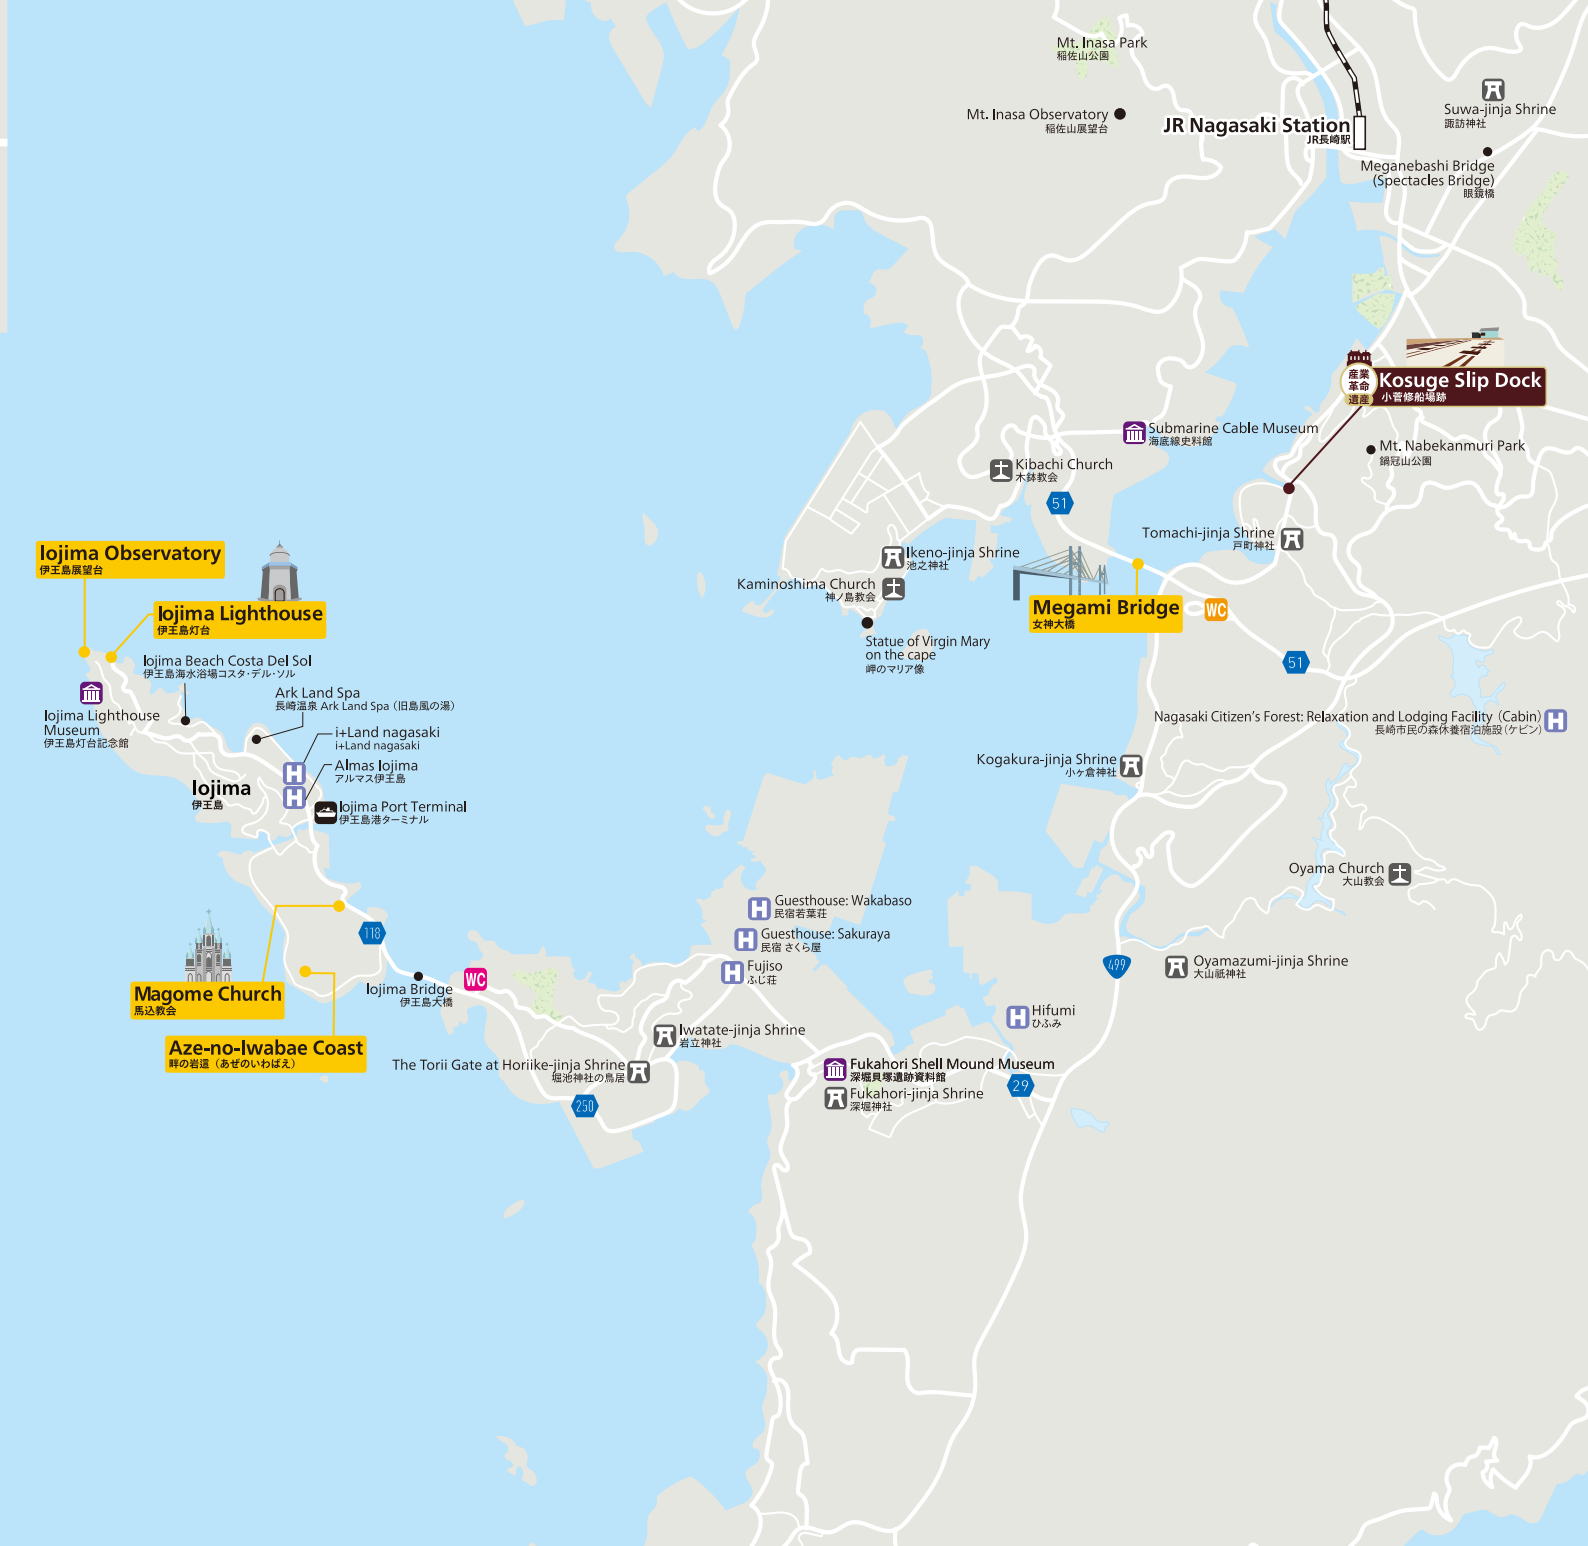 Mt. Inasa Park
稲佐山公園
Mt. Inasa Observatory
稲佐山展望台
JR Nagasaki Station
JR長崎駅
Suwa-jinja Shrine
諏訪神社
Meganebashi Bridge
(Spectacles Bridge)
眼鏡橋
産業
革命
遺産
Kosuge Slip Dock
小菅修船場跡
Submarine Cable Museum
海底線史料館
Mt. Nabekanmuri Park
鍋冠山公園
Kibachi Church
木鉢教会
51
Tomachi-jinja Shrine
戸町神社
Ikeno-jinja Shrine
池之神社
Kaminoshima Church
神ノ島教会
Megami Bridge
女神大橋
WC
Statue of Virgin Mary
on the cape
岬のマリア像
51
Iojima Observatory
伊王島展望台
Iojima Lighthouse
伊王島灯台
Iojima Beach Costa Del Sol
伊王島海水浴場コスタ・デル・ソル
Ark Land Spa
長崎温泉 Ark Land Spa（旧島風の湯）
Iojima Lighthouse
Museum
伊王島灯台記念館
i+Land nagasaki
i+Land nagasaki
H
Almas Iojima
アルマス伊王島
H
Iojima
伊王島
Iojima Port Terminal
伊王島港ターミナル
Nagasaki Citizen's Forest: Relaxation and Lodging Facility (Cabin)
長崎市民の森休養宿泊施設（ケビン）
H
Kogakura-jinja Shrine
小ヶ倉神社
Oyama Church
大山教会
H
Guesthouse: Wakabaso
民宿若葉荘
H
Guesthouse: Sakuraya
民宿 さくら屋
H
Fujiso
ふじ荘
118
499
Oyamazumi-jinja Shrine
大山祇神社
Magome Church
馬込教会
Iojima Bridge
伊王島大橋
WC
Aze-no-Iwabae Coast
畔の岩這（あぜのいわばえ）
H
Hifumi
ひふみ
Iwatate-jinja Shrine
岩立神社
The Torii Gate at Horiike-jinja Shrine
堀池神社の鳥居
250
Fukahori Shell Mound Museum
深堀貝塚遺跡資料館
29
Fukahori-jinja Shrine
深堀神社